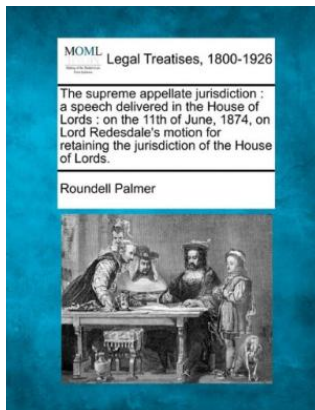 MOML
Legal Treatises, 1800-1926
The supreme appellate jurisdiction :
a speech delivered in the House of
Lords : on the 11th of June, 1874, on
Lord Redesdale's motion for
retaining the jurisdiction of the House
of Lords.
Roundell Palmer